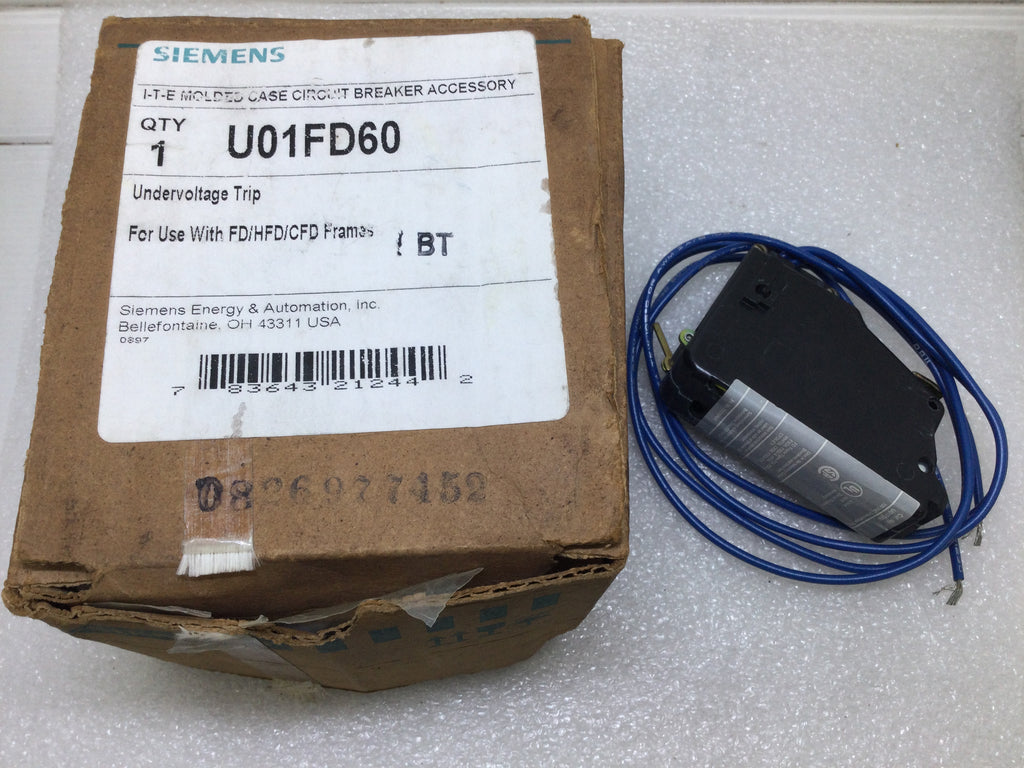 SIEMENS
I-T-E MOLDED CASE CIRCUIT BREAKER ACCESSORY
QTY
1
U01FD60
Undervoltage Trip
For Use With FD/HFD/CFD Frames
BT
Siemens Energy & Automation, Inc.
Bellefontaine, OH 43311 USA
0897
7 83643 21244 2
0826977452